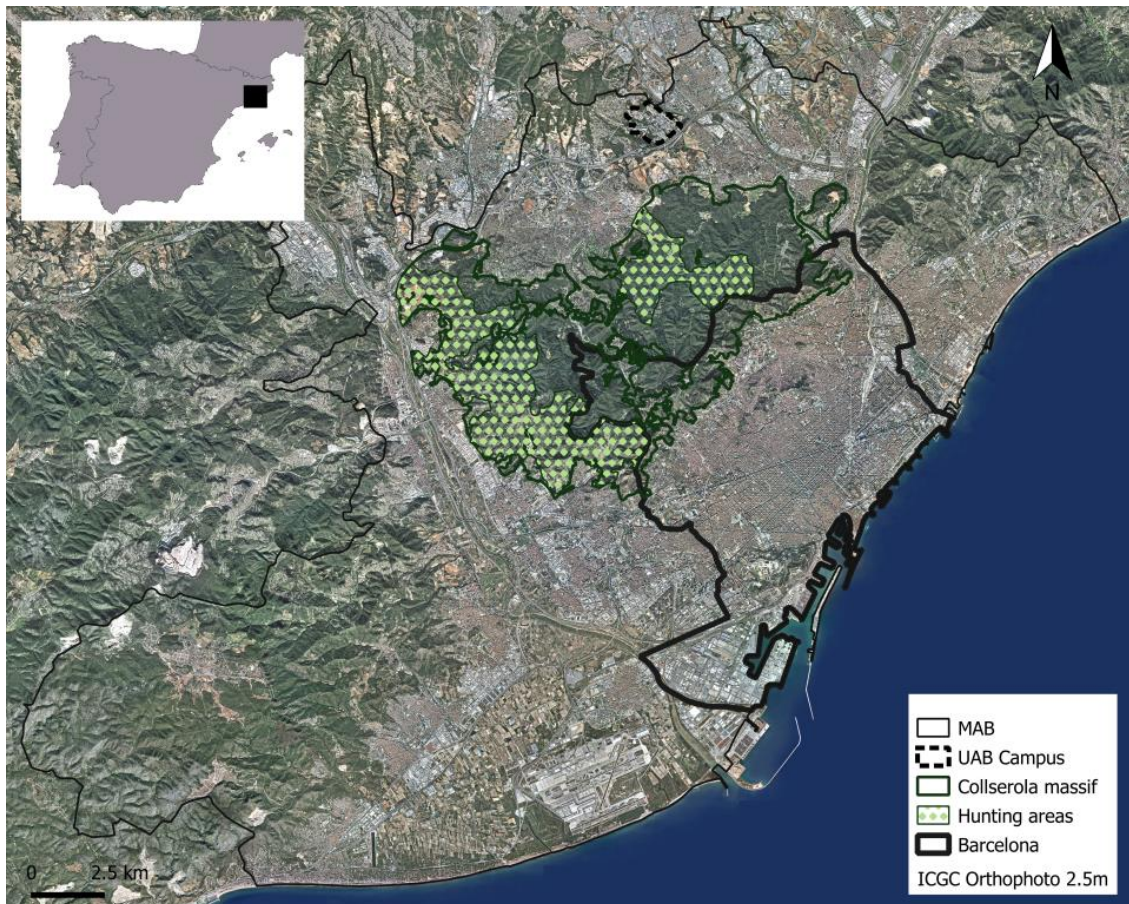 N
MAB
UAB Campus
Collserola massif
Hunting areas
Barcelona
ICGC Orthophoto 2.5m
0 2.5 km